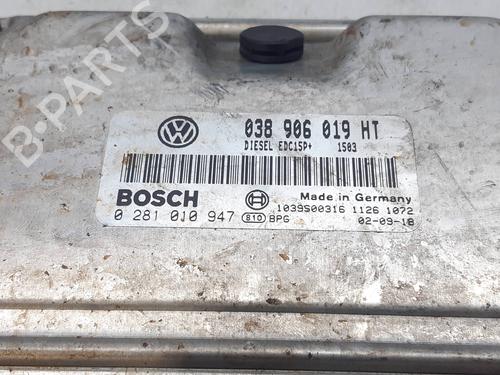 038 906 019 HT
DIESEL EDC15P+ 1503
BOSCH
Made in Germany
0 281 010 947
B10 BPG
1039S00316 1126 1072
02-09-18
B-Parts